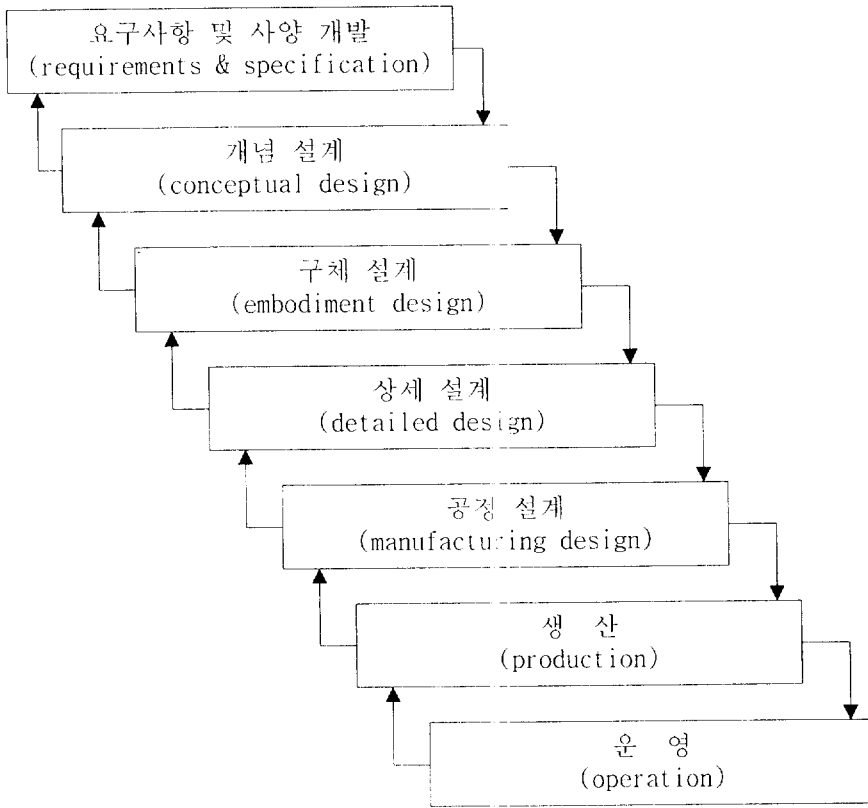 요구사항 및 사양 개발
(requirements & specification)
개념 설계
(conceptual design)
구체 설계
(embodiment design)
상세 설계
(detailed design)
공정 설계
(manufacturing design)
생 산
(production)
운 영
(operation)